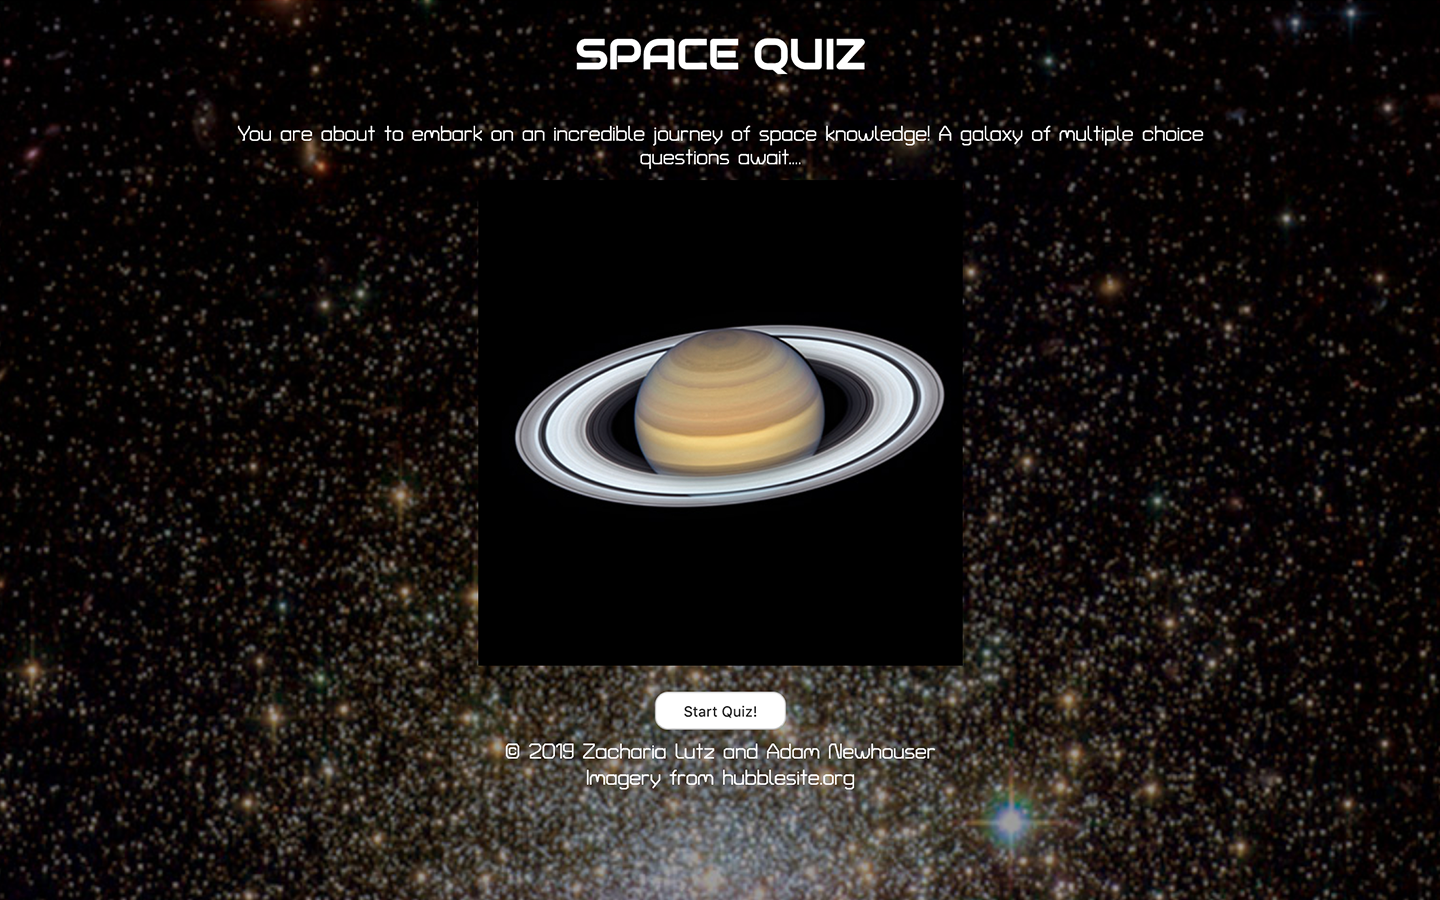 SPACE QUIZ
You are about to embark on an incredible journey of space knowledge! A galaxy of multiple choice
questions await....
Start Quiz!
© 2019 Zacharia Lutz and Adam Newhouser
Imagery from hubblesite.org